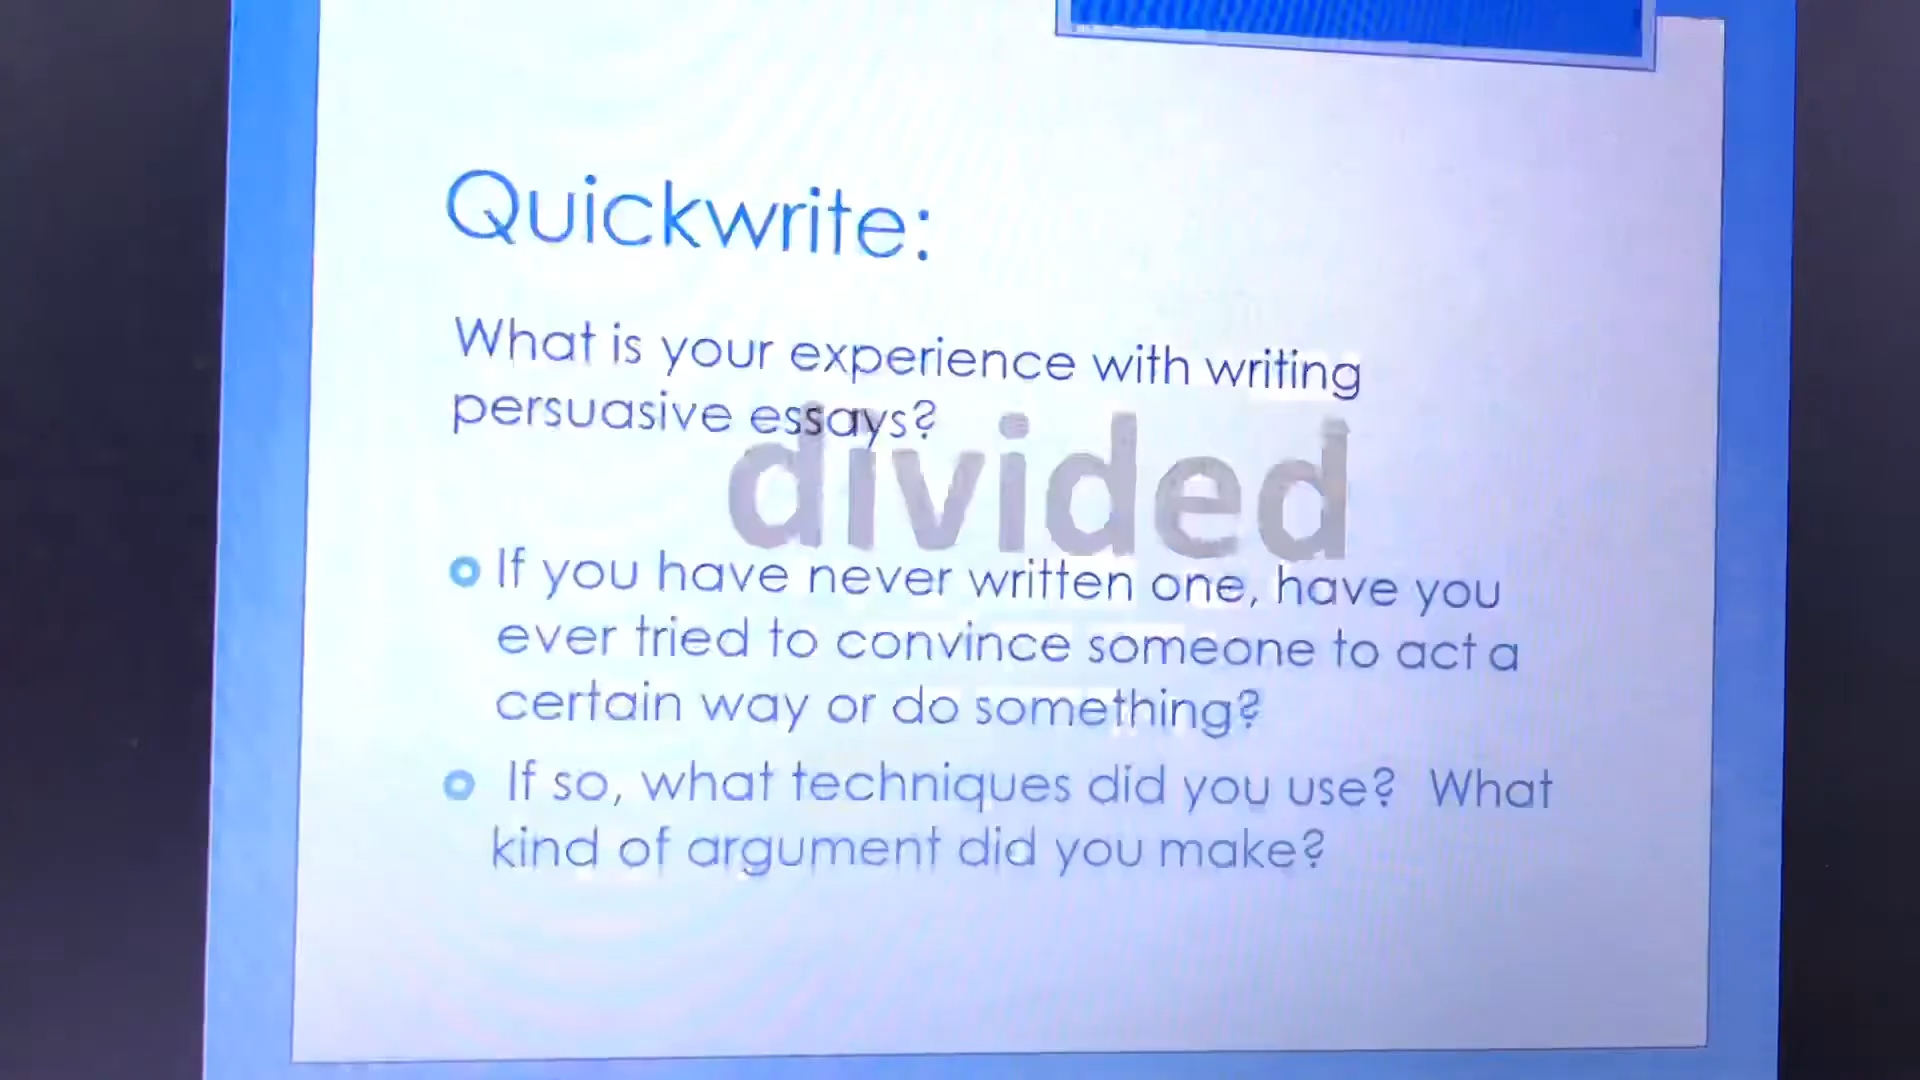 Quickwrite:
What is your experience with writing
persuasive essays?
divided
If you have never written one, have you
ever tried to convince someone to act a
certain way or do something?
If so, what techniques did you use? What
kind of argument did you make?